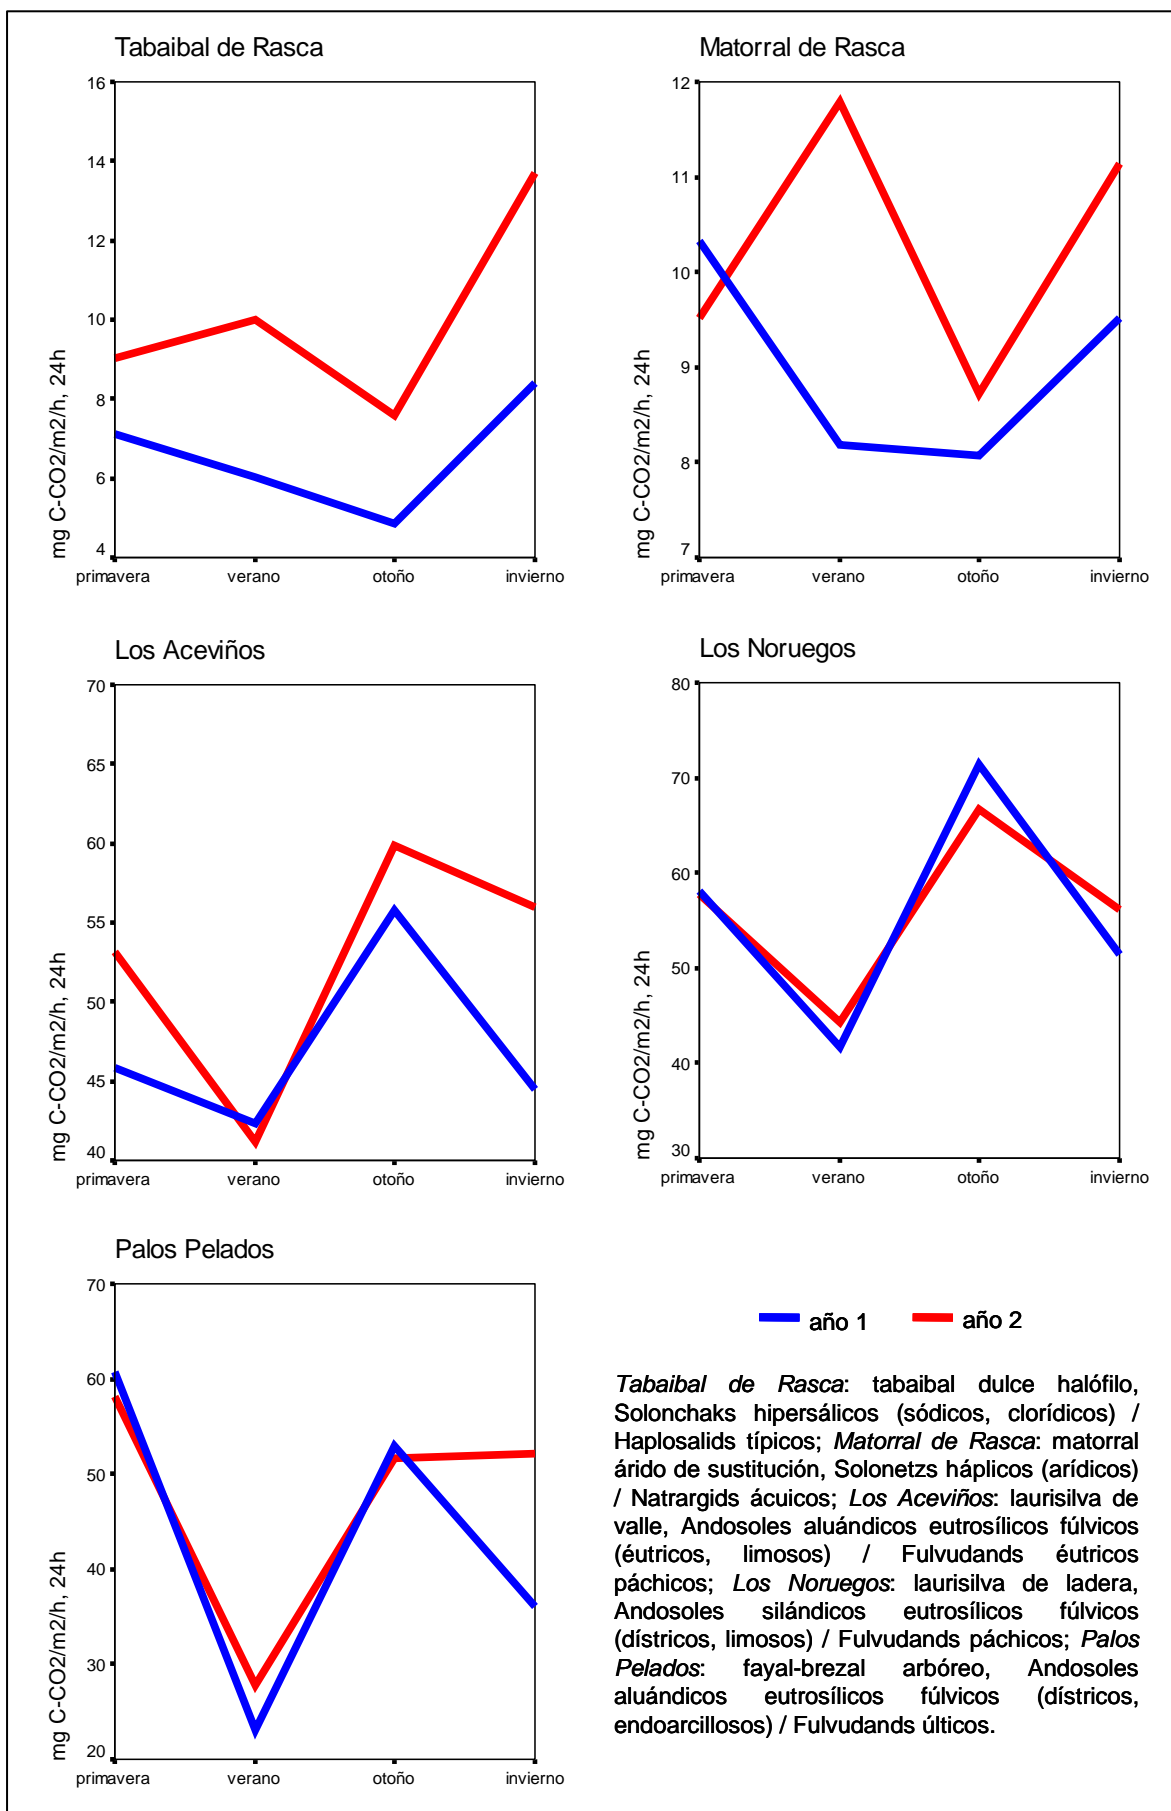 Tabaibal de Rasca
16
14
12
10
8
6
4
mg C-CO2/m2/h, 24h
primavera verano otoño invierno
Matorral de Rasca
12
11
10
9
8
7
mg C-CO2/m2/h, 24h
primavera verano otoño invierno
Los Aceviños
70
65
60
55
50
45
40
mg C-CO2/m2/h, 24h
primavera verano otoño invierno
Los Noruegos
80
70
60
50
40
30
mg C-CO2/m2/h, 24h
primavera verano otoño invierno
Palos Pelados
70
60
50
40
30
20
mg C-CO2/m2/h, 24h
primavera verano otoño invierno
año 1 año 2
Tabaibal de Rasca: tabaibal dulce halófilo,
Solonchaks hipersálicos (sódicos, clorídicos) /
Haplosalids típicos; Matorral de Rasca: matorral
árido de sustitución, Solonetzs háplicos (arídicos)
/ Natrargids ácuicos; Los Aceviños: laurisilva de
valle, Andosoles aluándicos eutrosílicos fúlvicos
(éutricos, limosos) / Fulvudands éutricos
páchicos; Los Noruegos: laurisilva de ladera,
Andosoles silándicos eutrosílicos fúlvicos
(dístricos, limosos) / Fulvudands páchicos; Palos
Pelados: fayal-brezal arbóreo, Andosoles
aluándicos eutrosílicos fúlvicos (dístricos,
endoarcillosos) / Fulvudands últicos.